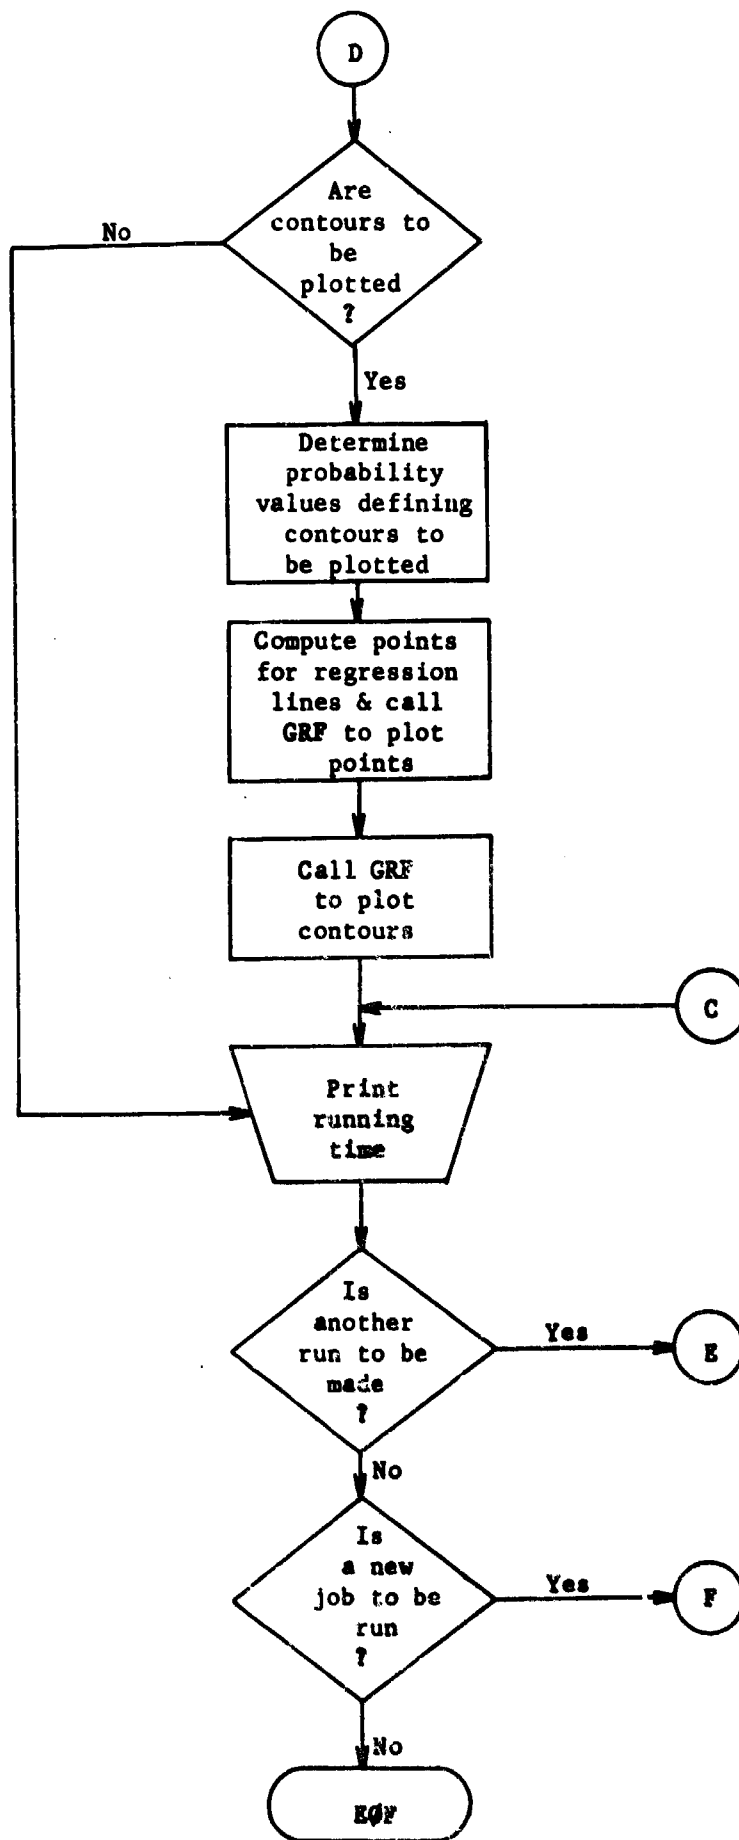 D
Are
contours to
be
plotted
?
No
Yes
Determine
probability
values defining
contours to
be plotted
Compute points
for regression
lines & call
GRF to plot
points
Call GRF
to plot
contours
C
Print
running
time
Is
another
run to be
made
?
Yes
E
No
Is
a new
job to be
run
?
Yes
F
No
EØF